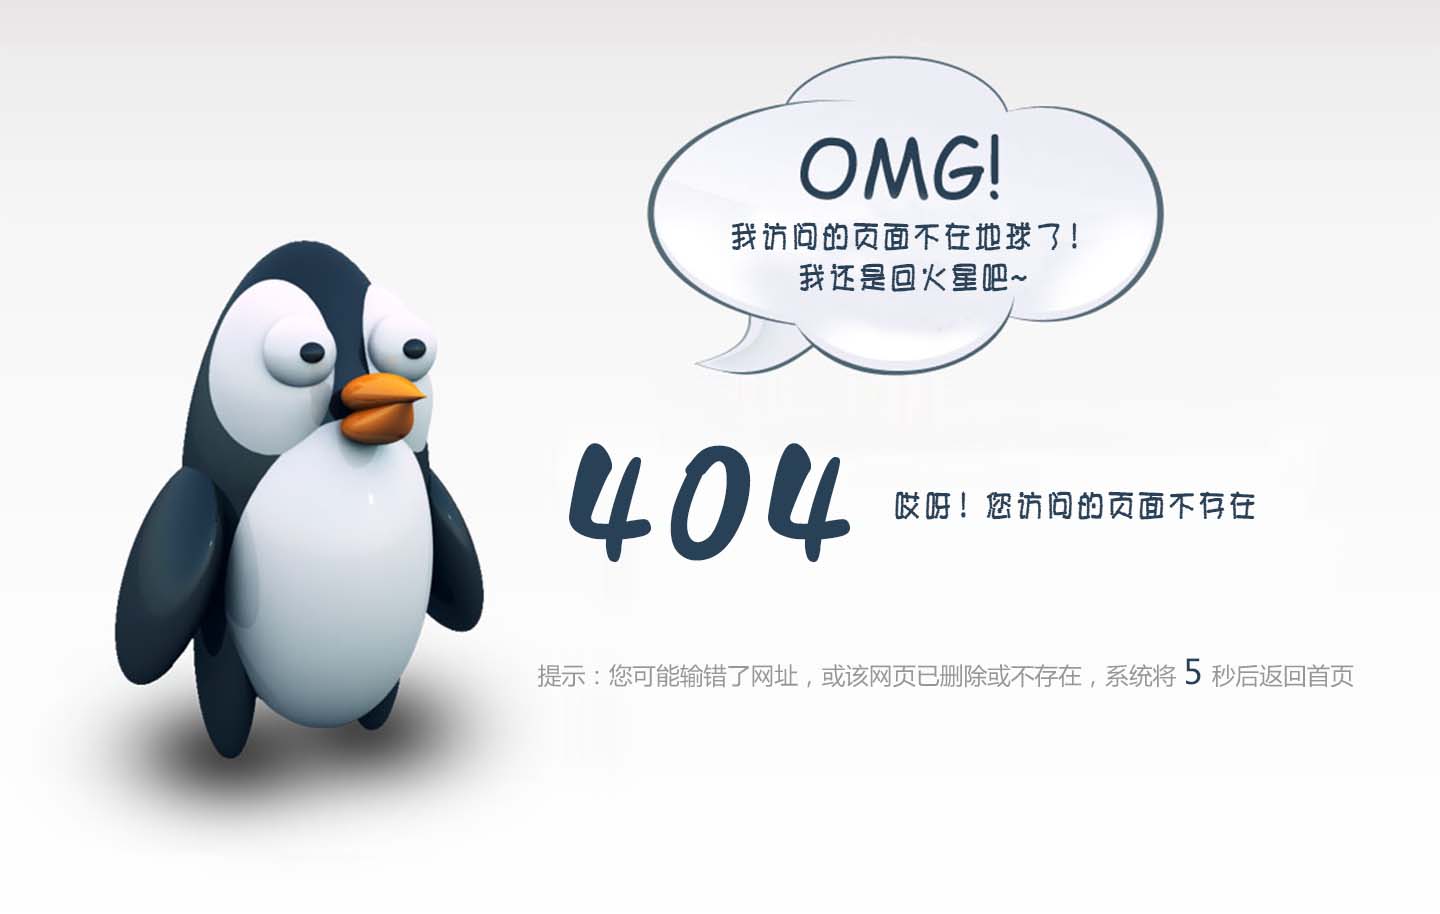 OMG!
我访问的页面不在地球了!
我还是回火星吧~
404
哎呀!您访问的页面不存在
提示:您可能输错了网址,或该网页已删除或不存在,系统将 5 秒后返回首页